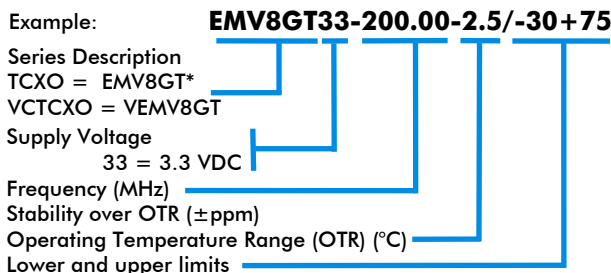 Example: EMV8GT33-200.00-2.5/-30+75
Series Description
TCXO = EMV8GT*
VCTCXO = VEMV8GT
Supply Voltage
33 = 3.3 VDC
Frequency (MHz)
Stability over OTR (±ppm)
Operating Temperature Range (OTR) (°C)
Lower and upper limits